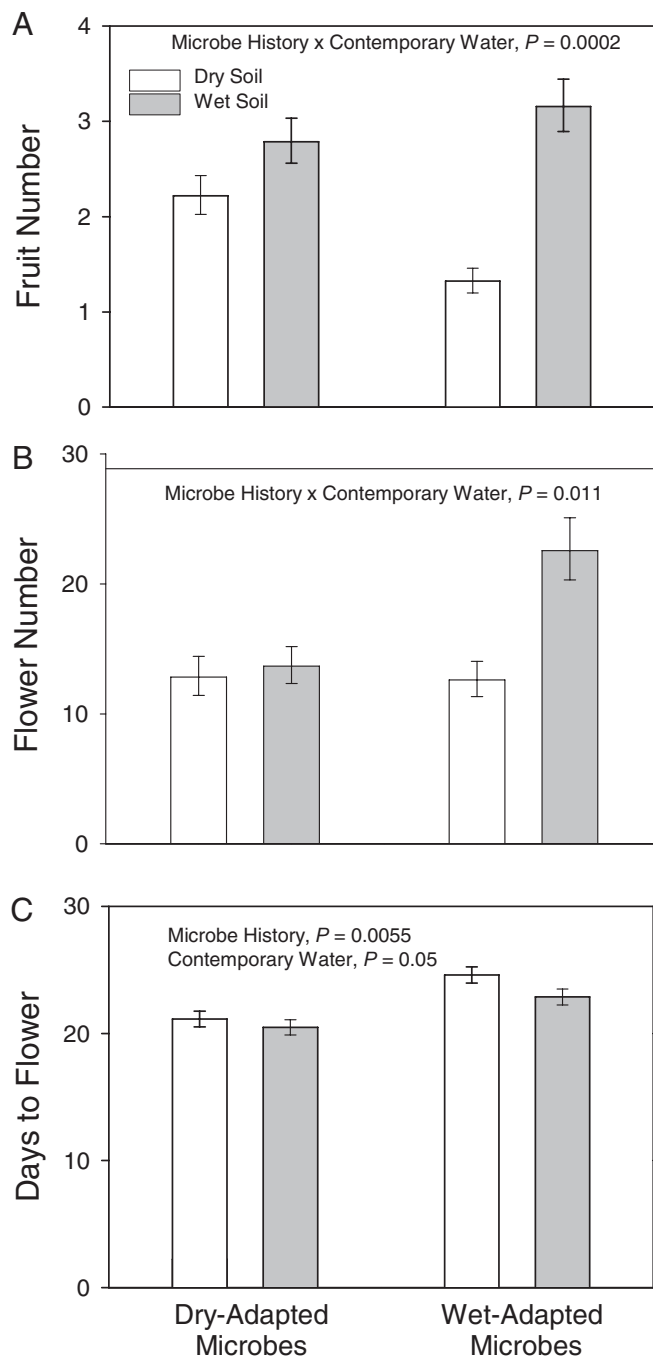 A
Microbe History x Contemporary Water, P = 0.0002
Dry Soil
Wet Soil
Fruit Number
4
3
2
1
0
B
Microbe History x Contemporary Water, P = 0.011
Flower Number
30
20
10
0
C
Microbe History, P = 0.0055
Contemporary Water, P = 0.05
Days to Flower
30
20
10
0
Dry-Adapted
Microbes
Wet-Adapted
Microbes